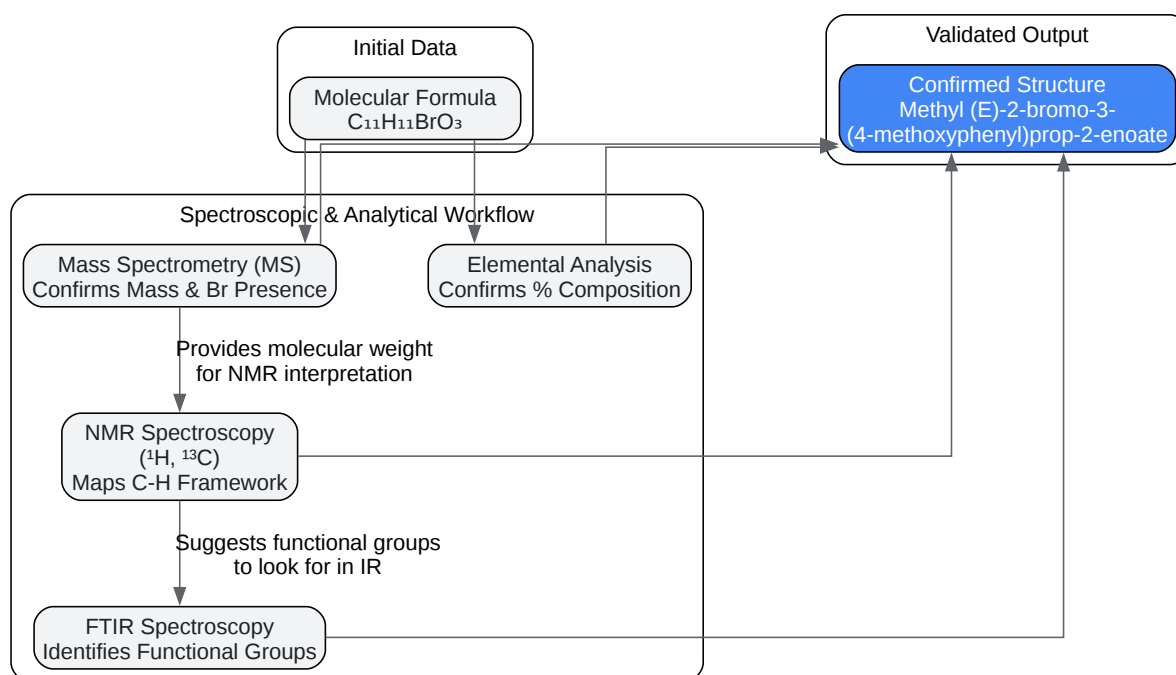 Initial Data
Molecular Formula
C₁₁H₁₁BrO₃
Validated Output
Confirmed Structure
Methyl (E)-2-bromo-3-
(4-methoxyphenyl)prop-2-enoate
Spectroscopic & Analytical Workflow
Mass Spectrometry (MS)
Confirms Mass & Br Presence
Elemental Analysis
Confirms % Composition
Provides molecular weight
for NMR interpretation
NMR Spectroscopy
(¹H, ¹³C)
Maps C-H Framework
Suggests functional groups
to look for in IR
FTIR Spectroscopy
Identifies Functional Groups